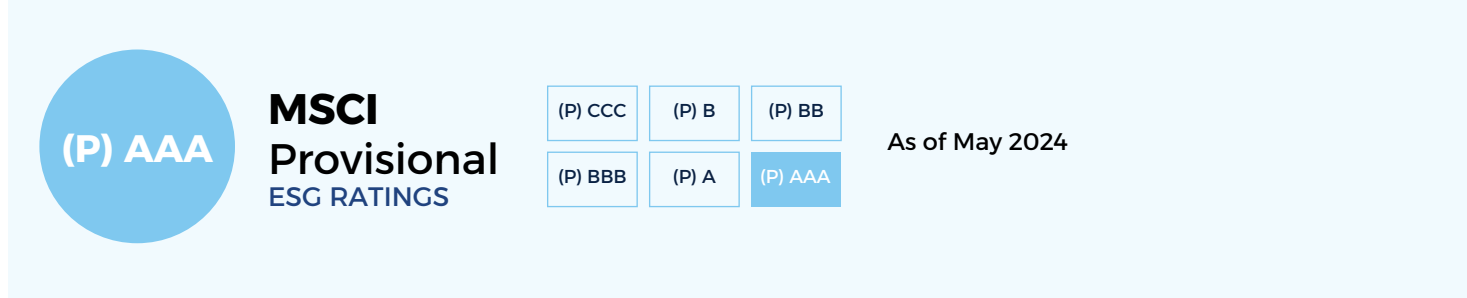 (P) AAA
MSCI
Provisional
ESG RATINGS
(P) CCC
(P) B
(P) BB
(P) BBB
(P) A
(P) AAA
As of May 2024